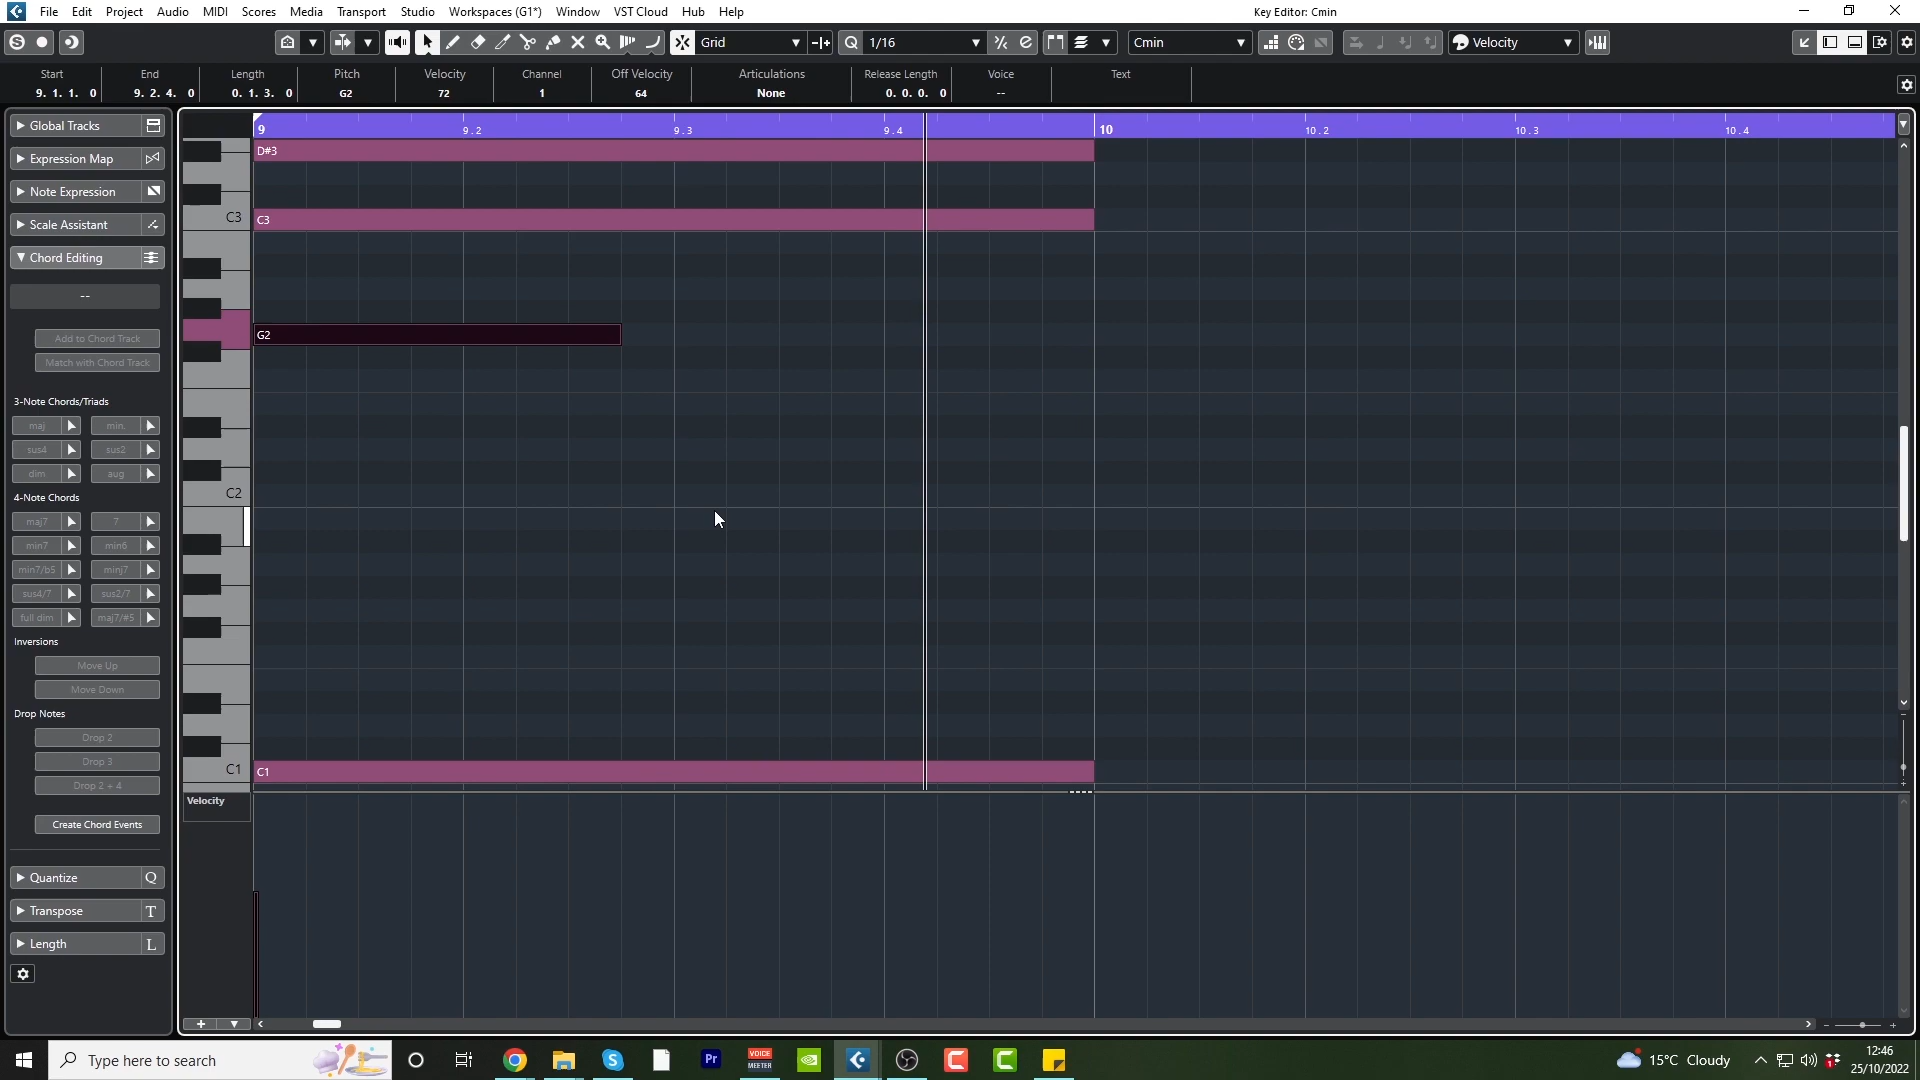 File Edit Project Audio MIDI Scores Media Transport Studio Workspaces (G1*) Window VST Cloud Hub Help Key Editor: Cmin
Grid 1/16 Cmin Velocity
Start End Length Pitch Velocity Channel Off Velocity Articulations Release Length Voice Text
9. 1. 1. 0 9. 2. 4. 0 0. 1. 3. 0 G2 72 1 64 None 0. 0. 0. 0 --
Global Tracks
Expression Map
Note Expression
Scale Assistant
Chord Editing
--
Add to Chord Track
Match with Chord Track
3-Note Chords/Triads
maj min.
sus4 sus2
dim aug
4-Note Chords
maj7 7
min7 min6
min7/b5 minj7
sus4/7 sus2/7
full dim maj7/#5
Inversions
Move Up
Move Down
Drop Notes
Drop 2
Drop 3
Drop 2 + 4
Create Chord Events
Quantize Q
Transpose T
Length L
9 9.2 9.3 9.4 10 10.2 10.3 10.4
D#3
C3 C3
G2
C2
C1 C1
Velocity
Type here to search
Pr
VOICE
MEETER
15°C Cloudy
1
12:46
25/10/2022